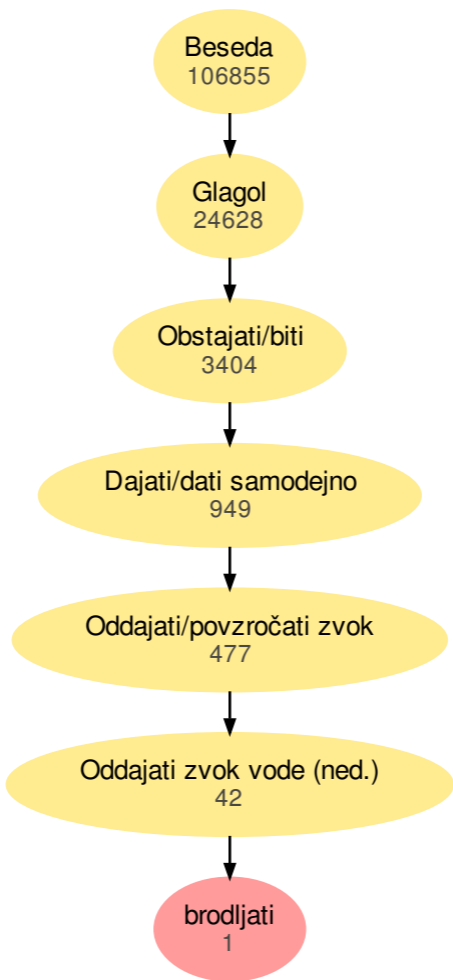 Beseda
106855
Glagol
24628
Obstajati/biti
3404
Dajati/dati samodejno
949
Oddajati/povzročati zvok
477
Oddajati zvok vode (ned.)
42
brodljati
1